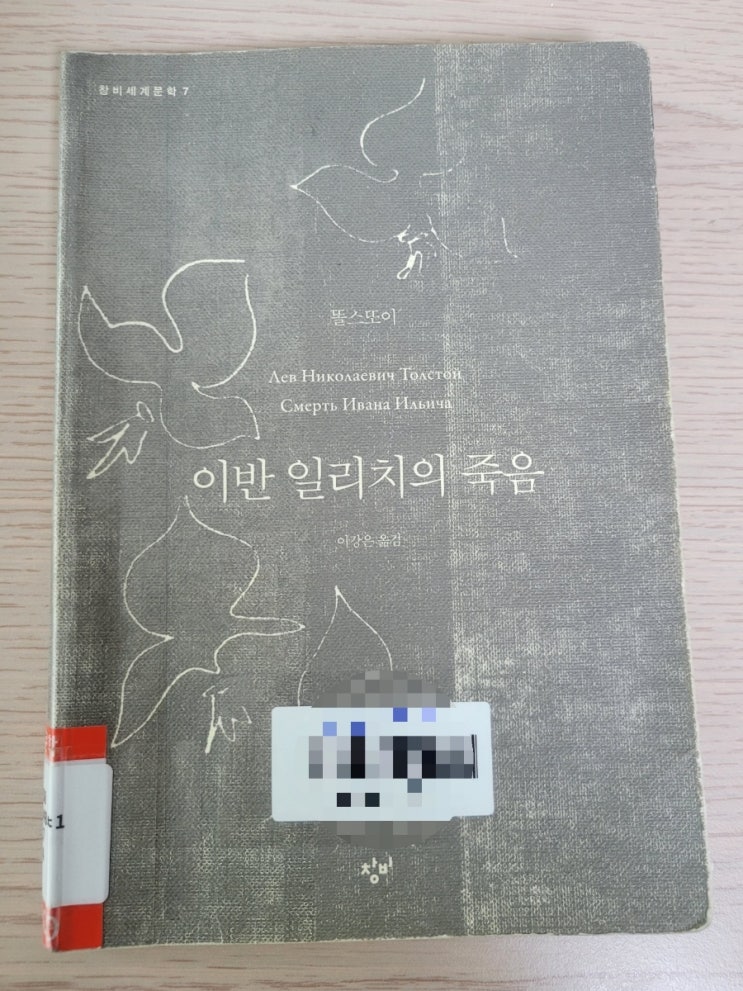 창비세계문학 7
똘스또이
Лев Николаевич Толстой
Смерть Ивана Ильича
이반 일리치의 죽음
이강은 옮김
창비
1